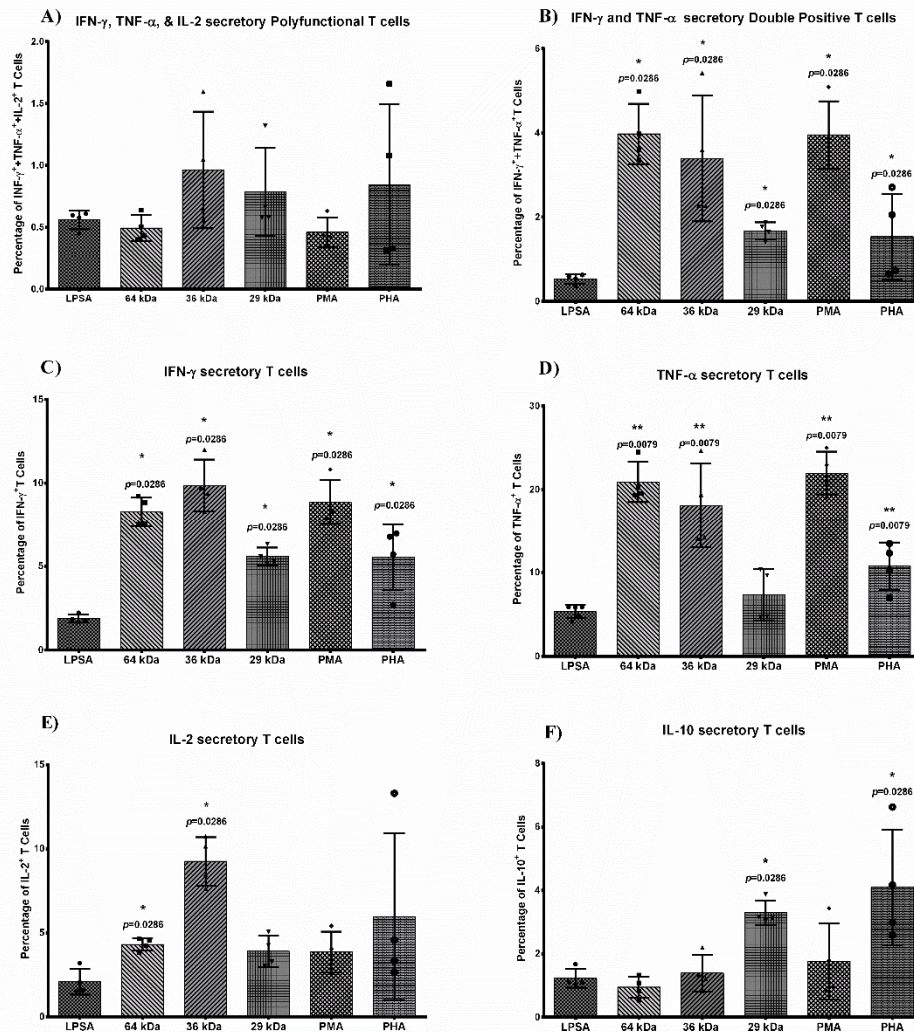 A)
IFN-γ, TNF-α, & IL-2 secretory Polyfunctional T cells
Percentage of INF-γ⁺+TNF-α⁺+IL-2⁺ T Cells
2.0
1.5
1.0
0.5
0.0
LPSA 64 kDa 36 kDa 29 kDa PMA PHA
B)
IFN-γ and TNF-α secretory Double Positive T cells
Percentage of IFN-γ⁺+TNF-α⁺T Cells
6
4
2
0
*
p=0.0286
*
p=0.0286
*
p=0.0286
*
p=0.0286
*
p=0.0286
LPSA 64 kDa 36 kDa 29 kDa PMA PHA
C)
IFN-γ secretory T cells
Percentage of IFN-γ⁺T Cells
15
10
5
0
*
p=0.0286
*
p=0.0286
*
p=0.0286
*
p=0.0286
*
p=0.0286
LPSA 64 kDa 36 kDa 29 kDa PMA PHA
D)
TNF-α secretory T cells
Percentage of TNF-α⁺ T Cells
30
20
10
0
**
p=0.0079
**
p=0.0079
**
p=0.0079
**
p=0.0079
LPSA 64 kDa 36 kDa 29 kDa PMA PHA
E)
IL-2 secretory T cells
Percentage of IL-2⁺ T Cells
15
10
5
0
*
p=0.0286
*
p=0.0286
LPSA 64 kDa 36 kDa 29 kDa PMA PHA
F)
IL-10 secretory T cells
Percentage of IL-10⁺ T Cells
8
6
4
2
0
*
p=0.0286
*
p=0.0286
LPSA 64 kDa 36 kDa 29 kDa PMA PHA